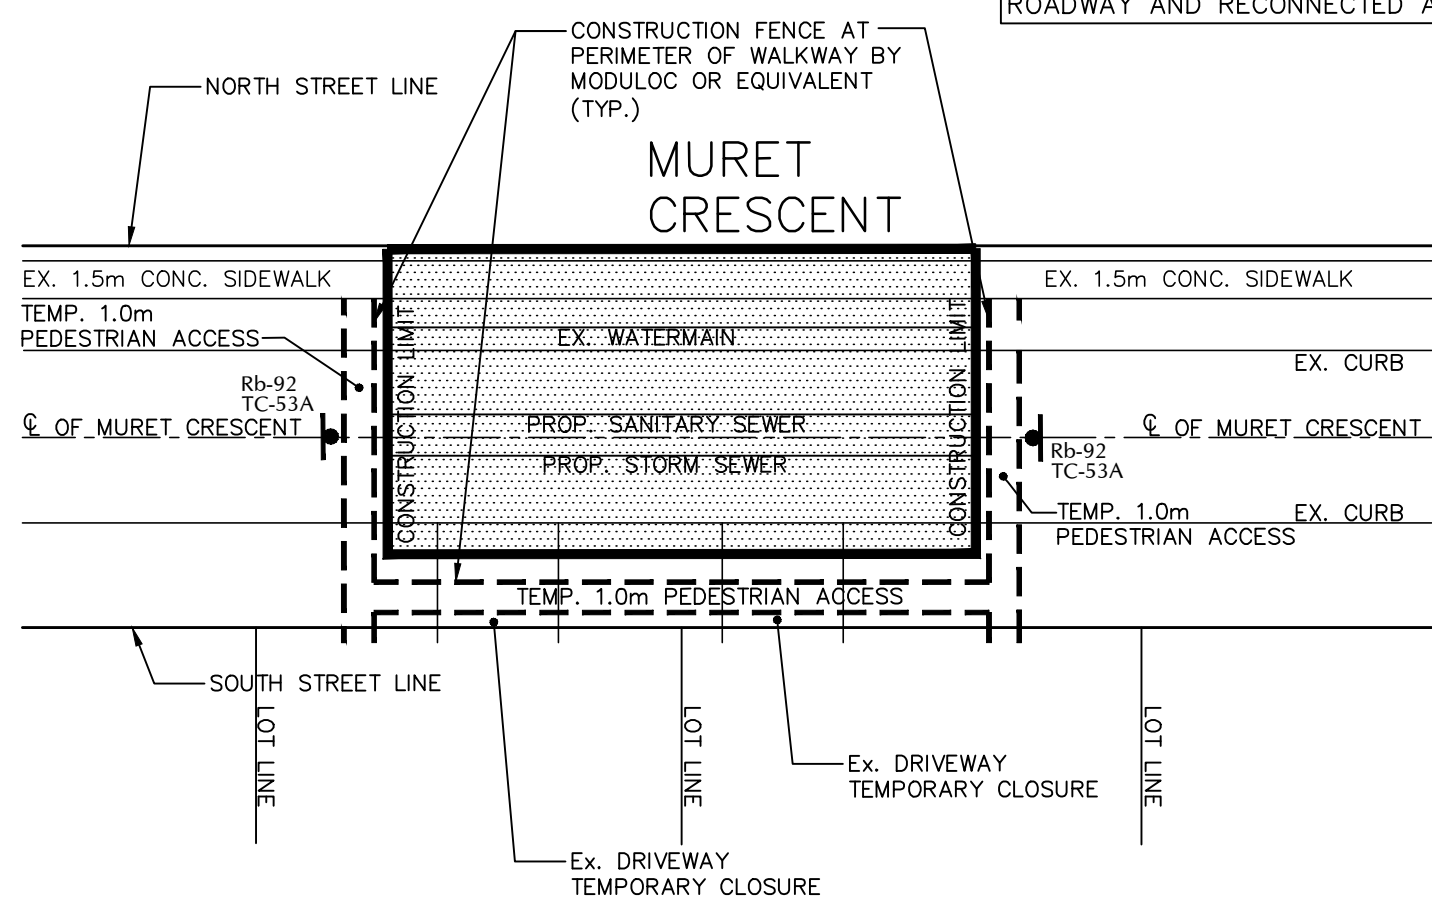 ROADWAY AND RECONNECTED A
CONSTRUCTION FENCE AT
PERIMETER OF WALKWAY BY
MODULOC OR EQUIVALENT
(TYP.)
NORTH STREET LINE
MURET
CRESCENT
EX. 1.5m CONC. SIDEWALK
EX. 1.5m CONC. SIDEWALK
TEMP. 1.0m
PEDESTRIAN ACCESS
CONSTRUCTION LIMIT
EX. WATERMAIN
CONSTRUCTION LIMIT
EX. CURB
Rb-92
TC-53A
℄ OF MURET CRESCENT
PROP. SANITARY SEWER
℄ OF MURET CRESCENT
Rb-92
TC-53A
PROP. STORM SEWER
TEMP. 1.0m
PEDESTRIAN ACCESS
EX. CURB
TEMP. 1.0m PEDESTRIAN ACCESS
SOUTH STREET LINE
LOT LINE
LOT LINE
LOT LINE
Ex. DRIVEWAY
TEMPORARY CLOSURE
Ex. DRIVEWAY
TEMPORARY CLOSURE